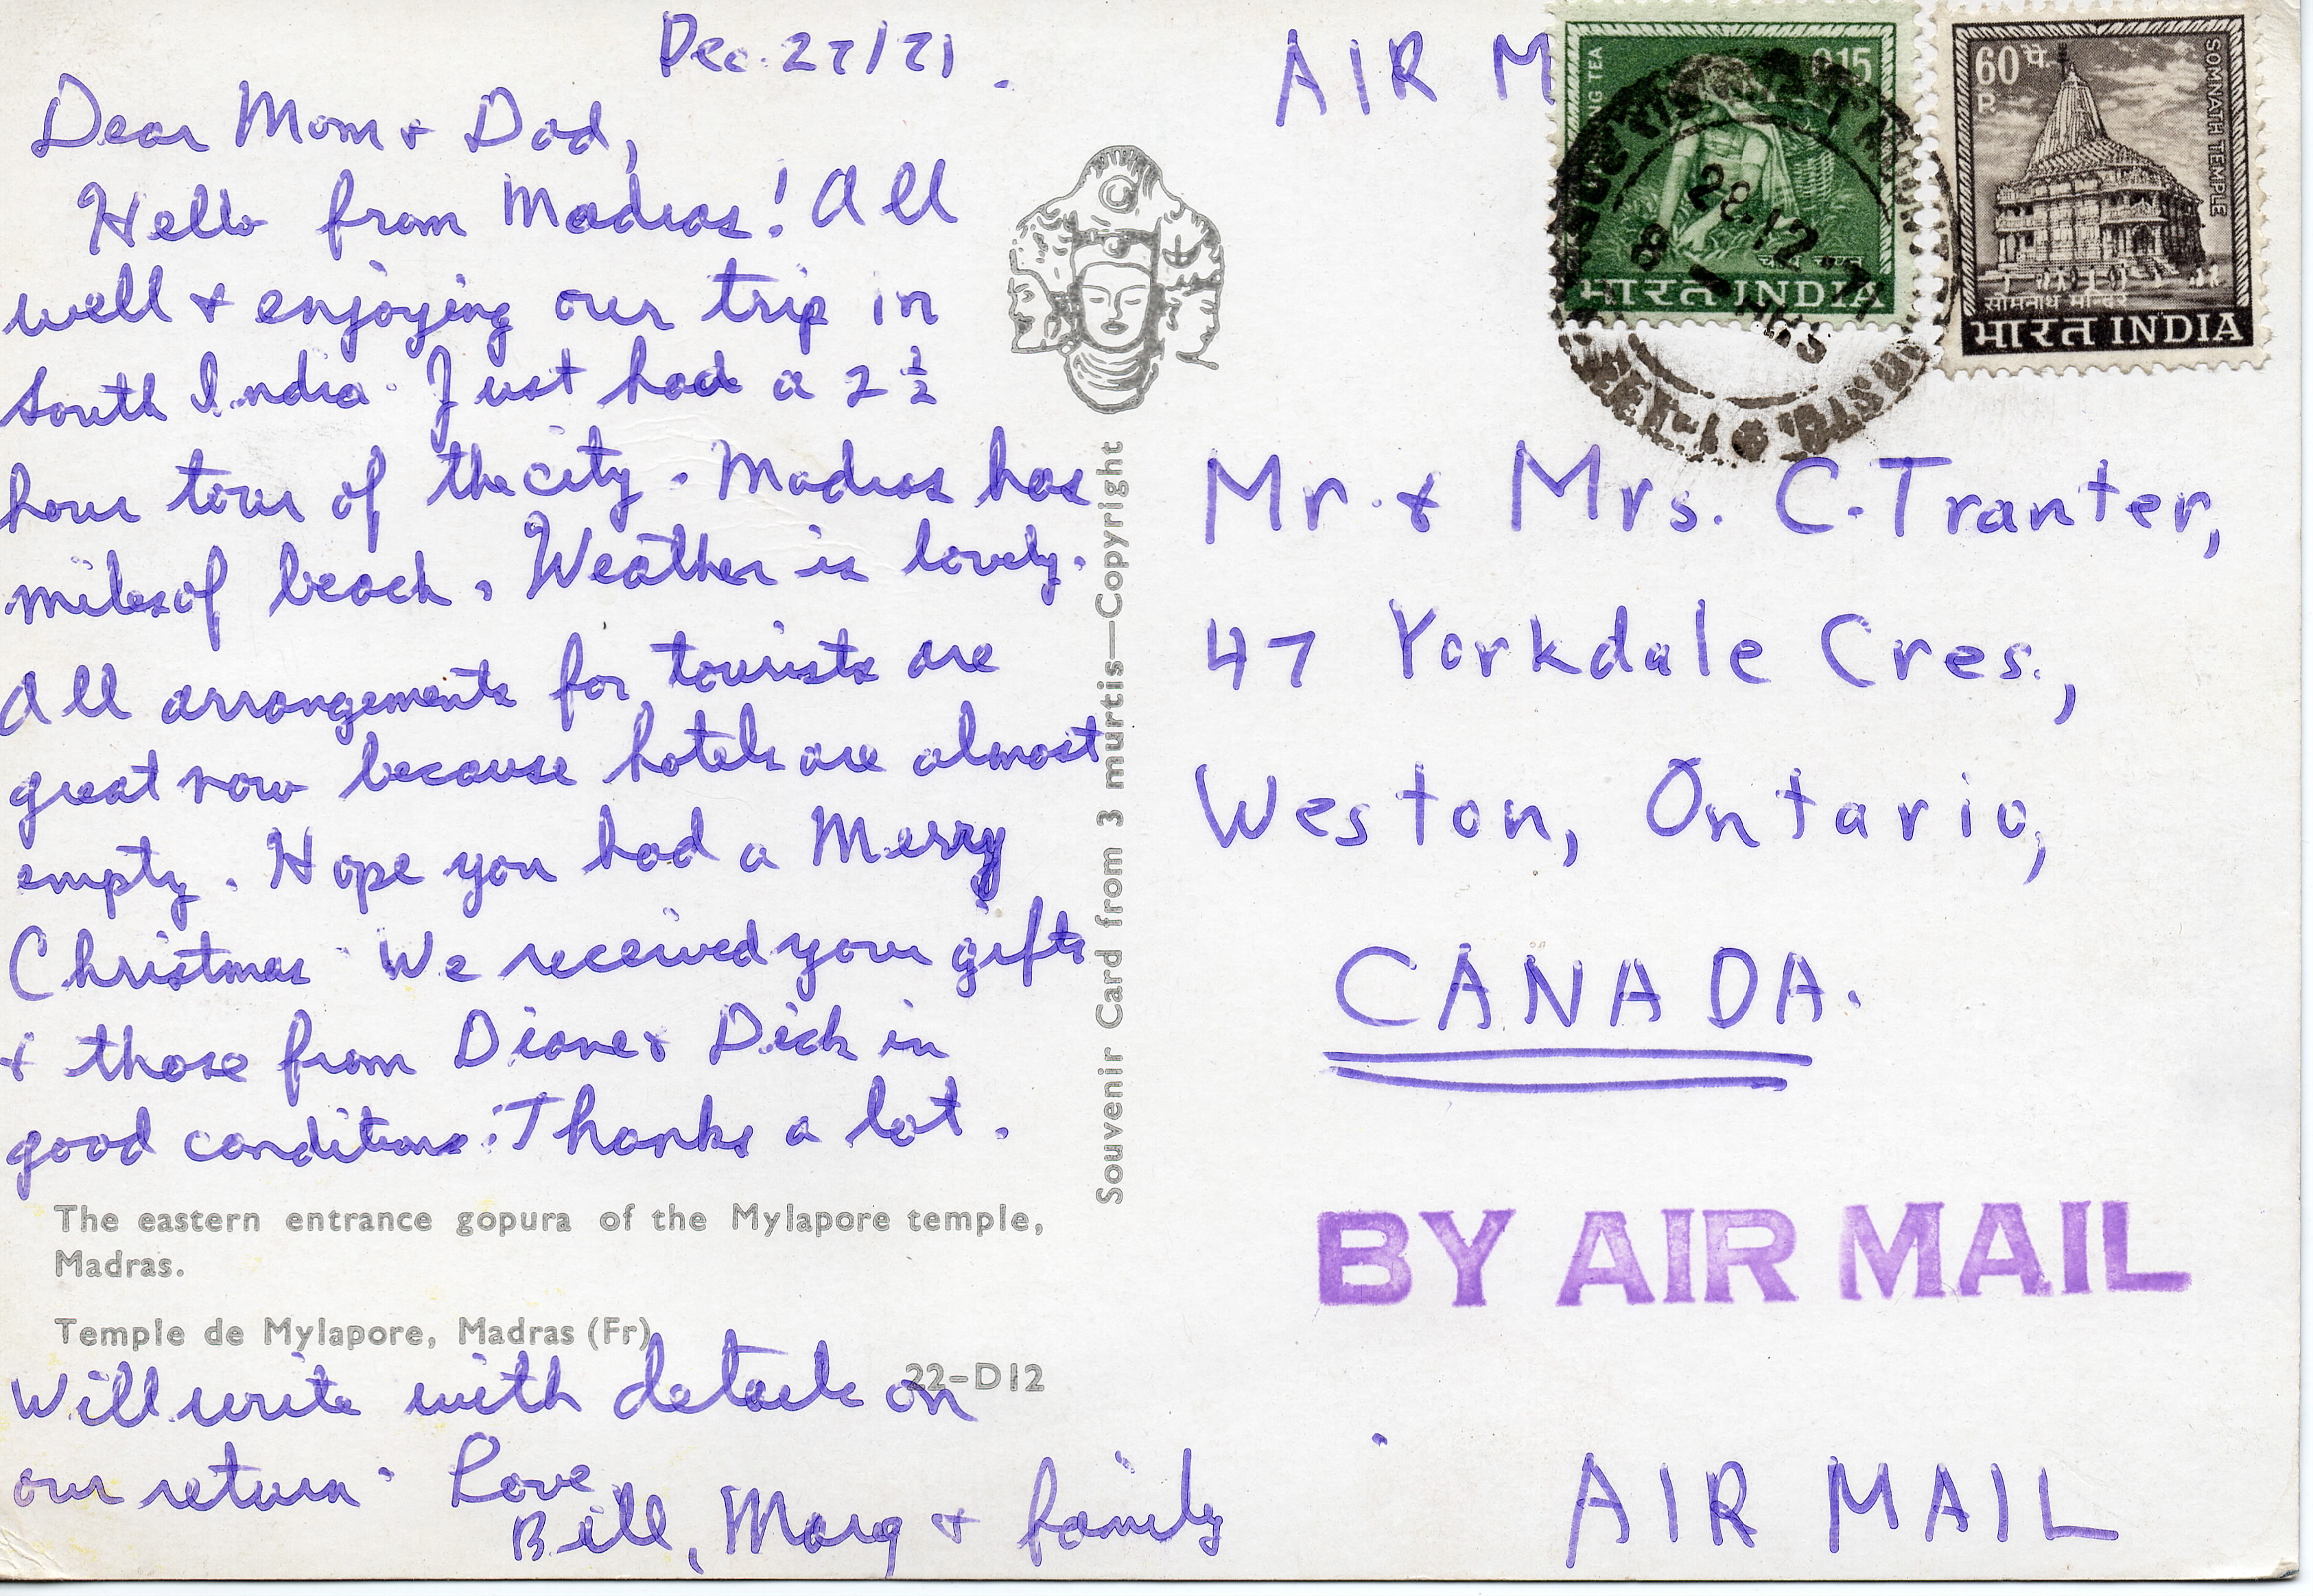 Dec. 27/71.
Dear Mom & Dad,
Hello from Madras! All
well & enjoying our trip in
South India. Just had a 2 ½
hour tour of the city. Madras has
miles of beach. Weather is lovely.
All arrangements for tourists are
great now because hotels are almost
empty. Hope you had a Merry
Christmas. We received your gifts
& those from Diane & Dick in
good condition. Thanks a lot.
The eastern entrance gopura of the Mylapore temple,
Madras.
Temple de Mylapore, Madras (Fr)
22-D12
Will write with details on
our return. Love
Bill, Marg & family
Souvenir Card from 3 murtis—Copyright
AIR M
15
TEA
चाय चयन
भारत INDIA
28.12.71
8
HRS
60 पै.
P.
SOMNATH TEMPLE
सोमनाथ मन्दिर
भारत INDIA
Mr. & Mrs. C. Tranter,
47 Yorkdale Cres.,
Weston, Ontario,
CANADA.
BY AIR MAIL
AIR MAIL